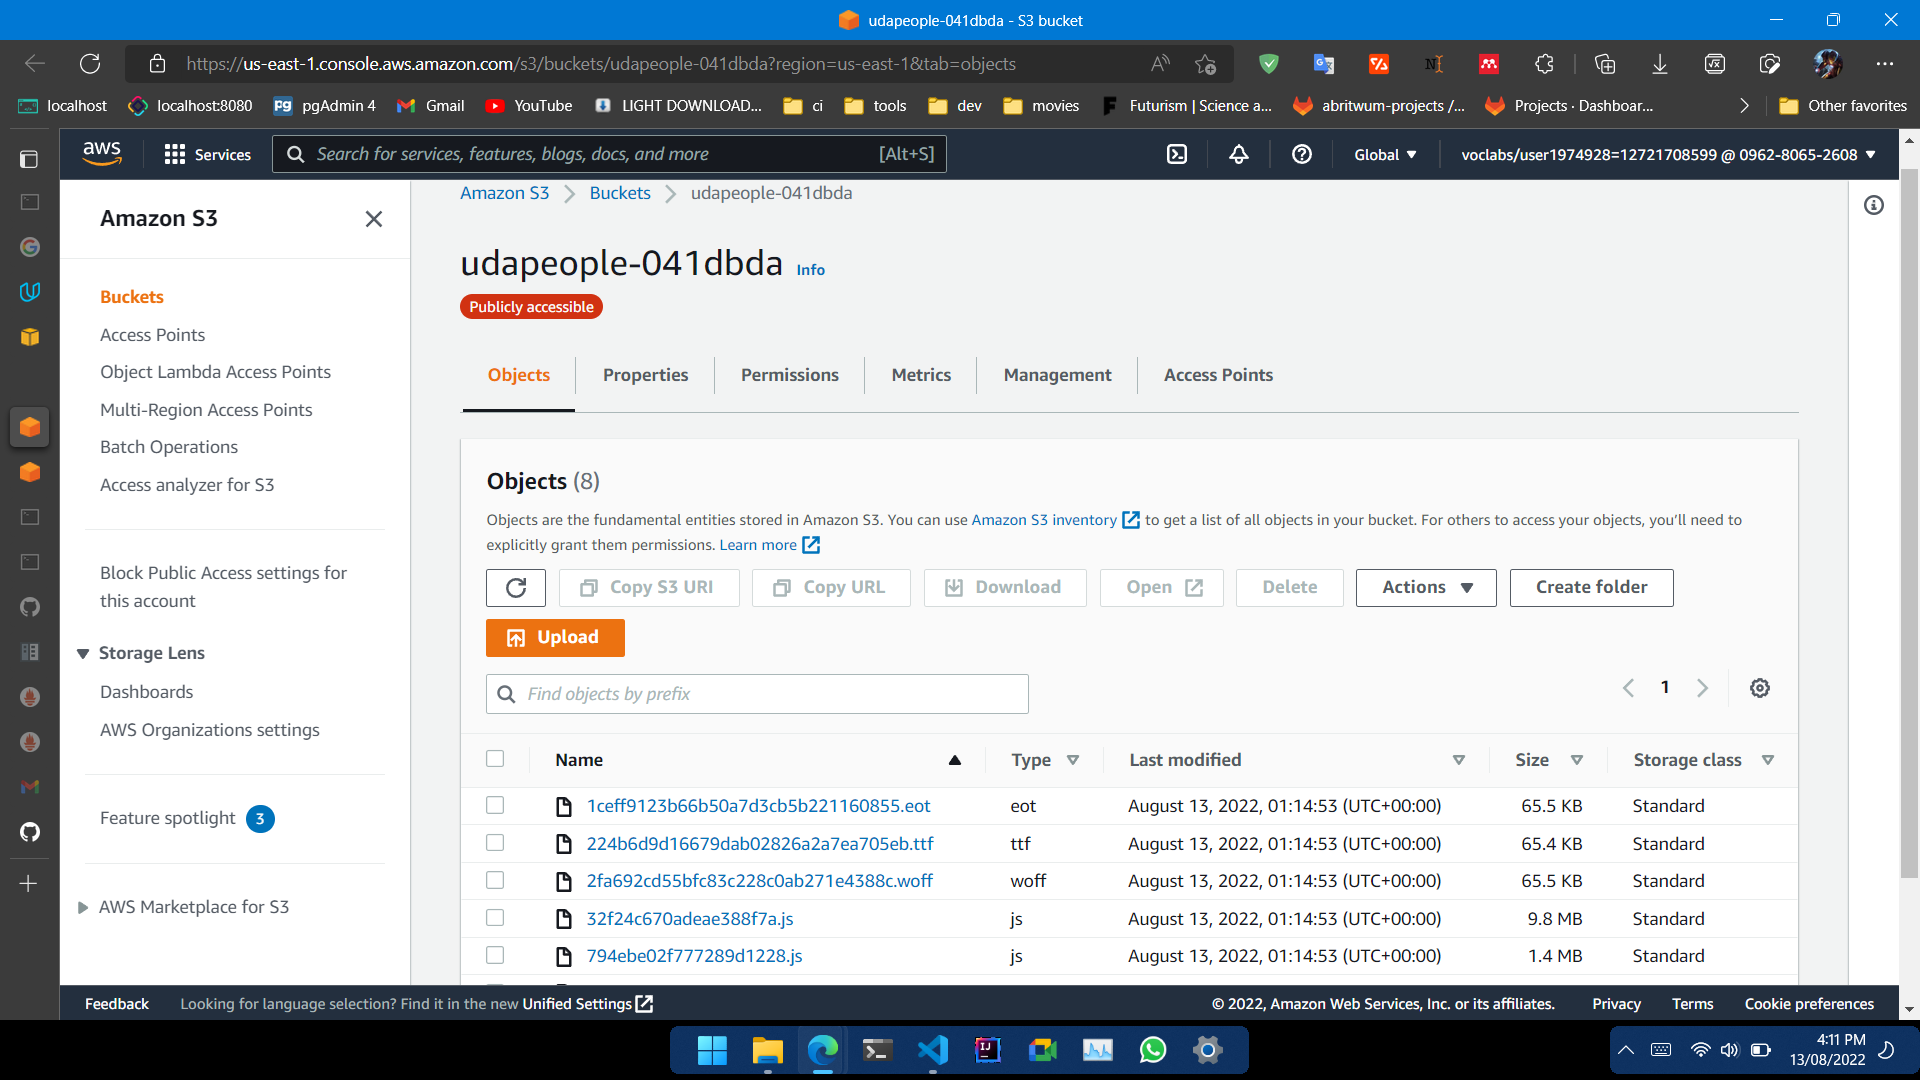 udapeople-041dbda - S3 bucket
https://us-east-1.console.aws.amazon.com/s3/buckets/udapeople-041dbda?region=us-east-1&tab=objects
localhost localhost:8080 pgAdmin 4 Gmail YouTube LIGHT DOWNLOAD... ci tools dev movies Futurism | Science a... abritwum-projects /... Projects · Dashboar... Other favorites
aws Services Search for services, features, blogs, docs, and more [Alt+S] Global voclabs/user1974928=12721708599 @ 0962-8065-2608
Amazon S3
Buckets
Access Points
Object Lambda Access Points
Multi-Region Access Points
Batch Operations
Access analyzer for S3
Block Public Access settings for
this account
Storage Lens
Dashboards
AWS Organizations settings
Feature spotlight 3
AWS Marketplace for S3
Amazon S3 Buckets udapeople-041dbda
udapeople-041dbda Info
Publicly accessible
Objects Properties Permissions Metrics Management Access Points
Objects (8)
Objects are the fundamental entities stored in Amazon S3. You can use Amazon S3 inventory to get a list of all objects in your bucket. For others to access your objects, you'll need to
explicitly grant them permissions. Learn more
Copy S3 URI Copy URL Download Open Delete Actions Create folder
Upload
Find objects by prefix 1
Name Type Last modified Size Storage class
1ceff9123b66b50a7d3cb5b221160855.eot eot August 13, 2022, 01:14:53 (UTC+00:00) 65.5 KB Standard
224b6d9d16679dab02826a2a7ea705eb.ttf ttf August 13, 2022, 01:14:53 (UTC+00:00) 65.4 KB Standard
2fa692cd55bfc83c228c0ab271e4388c.woff woff August 13, 2022, 01:14:53 (UTC+00:00) 65.5 KB Standard
32f24c670adeae388f7a.js js August 13, 2022, 01:14:53 (UTC+00:00) 9.8 MB Standard
794ebe02f777289d1228.js js August 13, 2022, 01:14:53 (UTC+00:00) 1.4 MB Standard
Feedback Looking for language selection? Find it in the new Unified Settings © 2022, Amazon Web Services, Inc. or its affiliates. Privacy Terms Cookie preferences
4:11 PM
13/08/2022